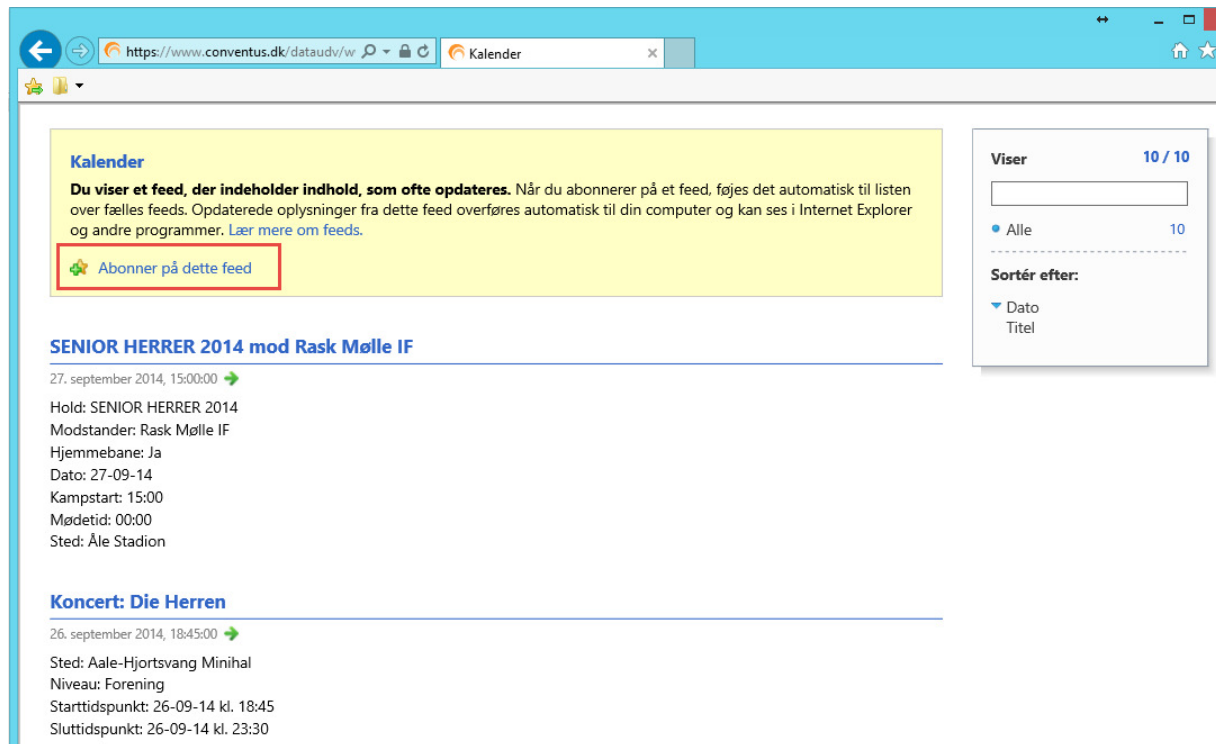 https://www.conventus.dk/dataudv/w
Kalender
Kalender
Du viser et feed, der indeholder indhold, som ofte opdateres. Når du abonnerer på et feed, føjes det automatisk til listen
over fælles feeds. Opdaterede oplysninger fra dette feed overføres automatisk til din computer og kan ses i Internet Explorer
og andre programmer. Lær mere om feeds.
Abonner på dette feed
Viser 10 / 10
Alle 10
Sortér efter:
Dato
Titel
SENIOR HERRER 2014 mod Rask Mølle IF
27. september 2014, 15:00:00
Hold: SENIOR HERRER 2014
Modstander: Rask Mølle IF
Hjemmebane: Ja
Dato: 27-09-14
Kampstart: 15:00
Mødetid: 00:00
Sted: Åle Stadion
Koncert: Die Herren
26. september 2014, 18:45:00
Sted: Aale-Hjortsvang Minihal
Niveau: Forening
Starttidspunkt: 26-09-14 kl. 18:45
Sluttidspunkt: 26-09-14 kl. 23:30